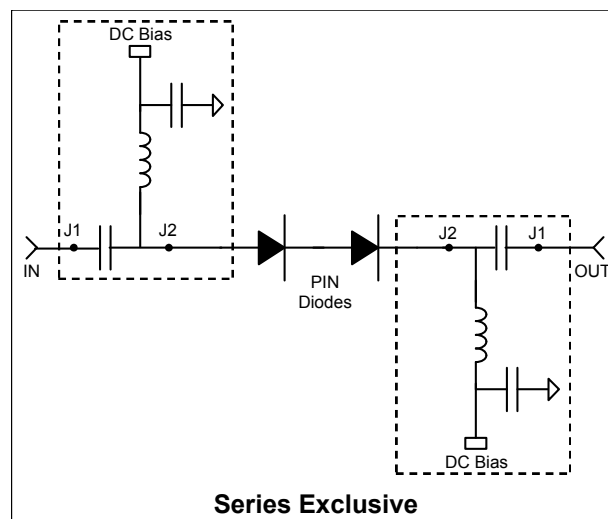 DC Bias
J1
J2
IN
PIN
Diodes
J2
J1
OUT
DC Bias
Series Exclusive